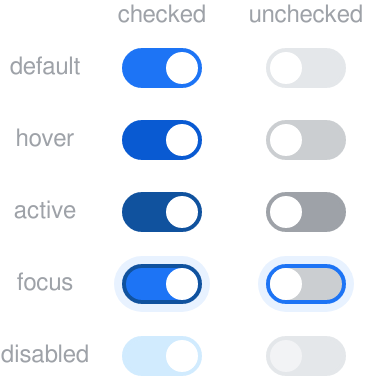 checked unchecked
default
hover
active
focus
disabled